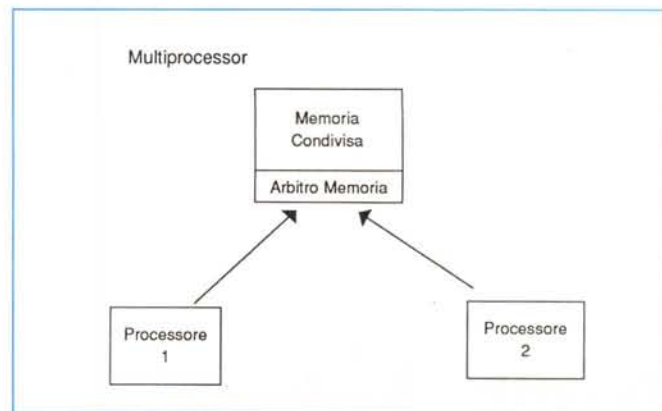 Multiprocessor
Memoria
Condivisa
Arbitro Memoria
Processore
1
Processore
2